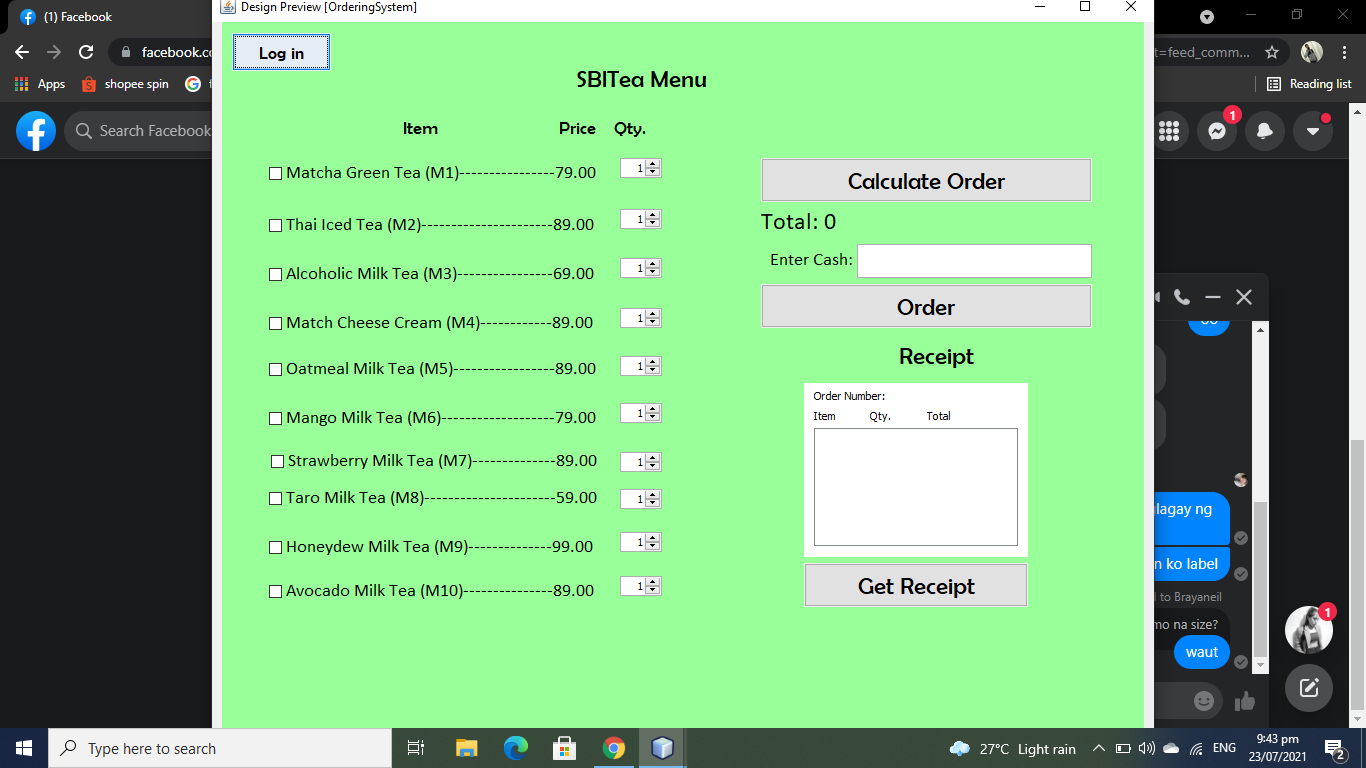 (1) Facebook
Design Preview [OrderingSystem]
facebook.co
t=feed_comm...
Apps
shopee spin
Reading list
Search Facebook
1
Log in
SBITea Menu
Item Price Qty.
Matcha Green Tea (M1)----------------79.00 1
Thai Iced Tea (M2)----------------------89.00 1
Alcoholic Milk Tea (M3)----------------69.00 1
Match Cheese Cream (M4)------------89.00 1
Oatmeal Milk Tea (M5)-----------------89.00 1
Mango Milk Tea (M6)-------------------79.00 1
Strawberry Milk Tea (M7)--------------89.00 1
Taro Milk Tea (M8)----------------------59.00 1
Honeydew Milk Tea (M9)--------------99.00 1
Avocado Milk Tea (M10)---------------89.00 1
Calculate Order
Total: 0
Enter Cash:
Order
Receipt
Order Number:
Item Qty. Total
Get Receipt
lagay ng
n ko label
to Brayaneil
mo na size?
waut
1
Type here to search
27°C Light rain
ENG
9:43 pm
23/07/2021
2